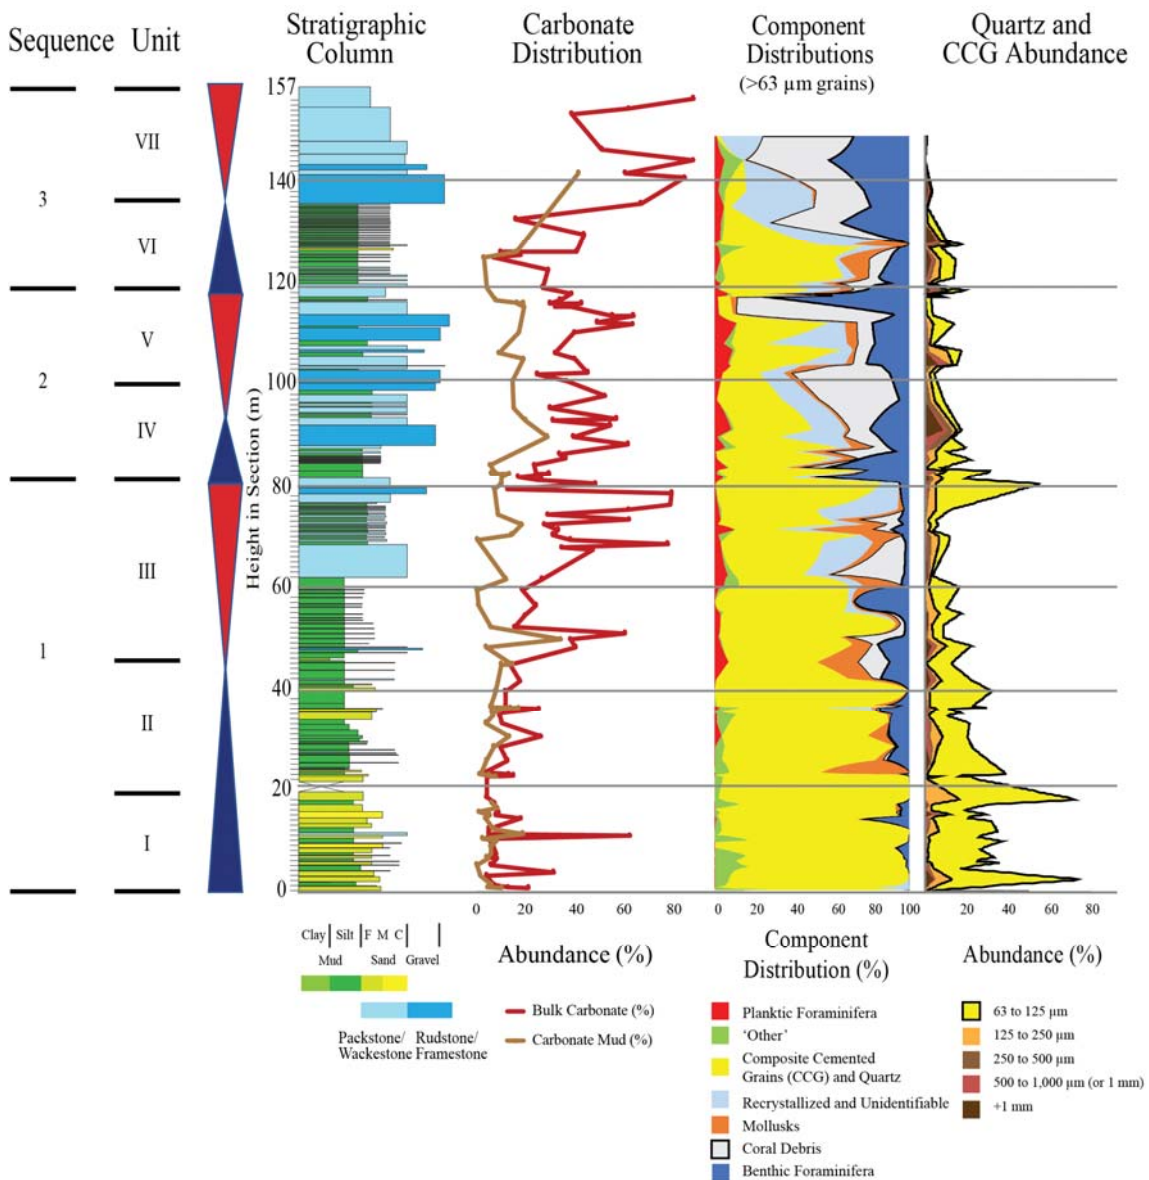 Sequence
Unit
Stratigraphic
Column
Carbonate
Distribution
Component
Distributions
(>63 µm grains)
Quartz and
CCG Abundance
3
2
1
VII
VI
V
IV
III
II
I
Height in Section (m)
157
140
120
100
80
60
40
20
0
0 20 40 60 80
0 20 40 60 80 100
0 20 40 60 80
Clay Silt F M C
Mud Sand Gravel
Packstone/
Wackestone
Rudstone/
Framestone
Abundance (%)
Bulk Carbonate (%)
Carbonate Mud (%)
Component
Distribution (%)
Planktic Foraminifera
'Other'
Composite Cemented
Grains (CCG) and Quartz
Recrystallized and Unidentifiable
Mollusks
Coral Debris
Benthic Foraminifera
Abundance (%)
63 to 125 µm
125 to 250 µm
250 to 500 µm
500 to 1,000 µm (or 1 mm)
+1 mm